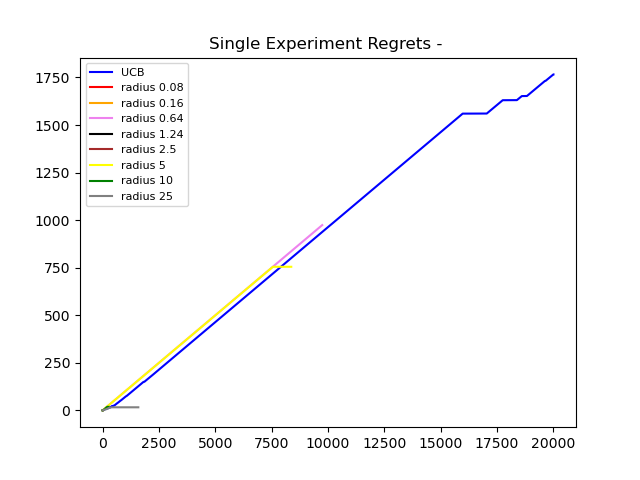 Single Experiment Regrets -
UCB
radius 0.08
radius 0.16
radius 0.64
radius 1.24
radius 2.5
radius 5
radius 10
radius 25
1750
1500
1250
1000
750
500
250
0
0 2500 5000 7500 10000 12500 15000 17500 20000